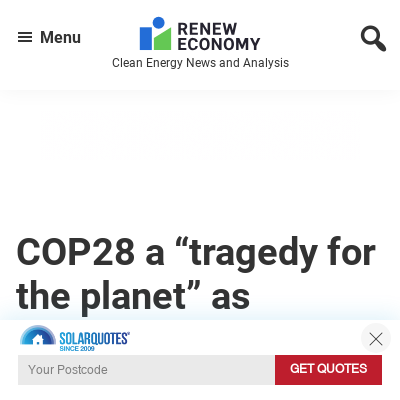 Menu
RENEW
ECONOMY
Clean Energy News and Analysis
COP28 a “tragedy for
the planet” as
SOLARQUOTES®
SINCE 2009
Your Postcode
GET QUOTES